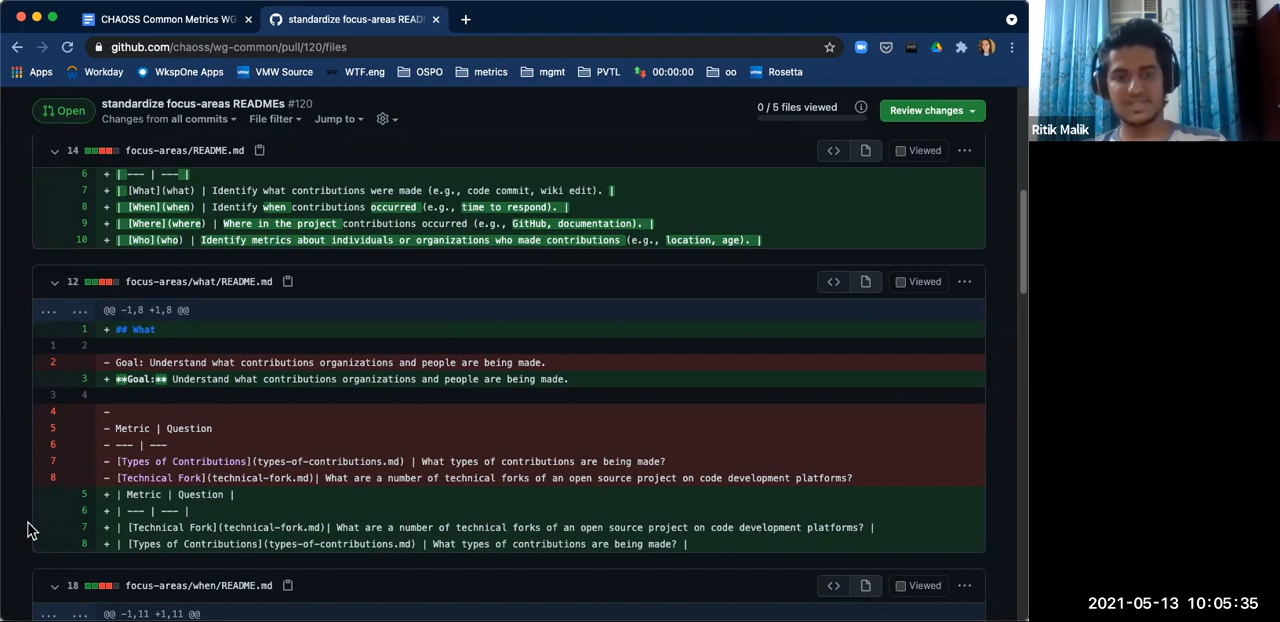 CHAOSS Common Metrics WG
standardize focus-areas READ
github.com/chaoss/wg-common/pull/120/files
Apps Workday WkspOne Apps VMW Source WTF.eng OSPO metrics mgmt PVTL 00:00:00 oo Rosetta
Open
standardize focus-areas READMEs #120
Changes from all commits File filter Jump to
0 / 5 files viewed
Review changes
14 focus-areas/README.md
Viewed
6 + | --- | --- |
7 + | [What](what) | Identify what contributions were made (e.g., code commit, wiki edit). |
8 + | [When](when) | Identify when contributions occurred (e.g., time to respond). |
9 + | [Where](where) | Where in the project contributions occurred (e.g., GitHub, documentation). |
10 + | [Who](who) | Identify metrics about individuals or organizations who made contributions (e.g., location, age). |
12 focus-areas/what/README.md
Viewed
... ... @@ -1,8 +1,8 @@
1 + ## What
1 2
2 - Goal: Understand what contributions organizations and people are being made.
3 + **Goal:** Understand what contributions organizations and people are being made.
3 4
4 -
5 - Metric | Question
6 - --- | ---
7 - [Types of Contributions](types-of-contributions.md) | What types of contributions are being made?
8 - [Technical Fork](technical-fork.md)| What are a number of technical forks of an open source project on code development platforms?
5 + | Metric | Question |
6 + | --- | --- |
7 + | [Technical Fork](technical-fork.md)| What are a number of technical forks of an open source project on code development platforms? |
8 + | [Types of Contributions](types-of-contributions.md) | What types of contributions are being made? |
18 focus-areas/when/README.md
Viewed
... ... @@ -1,11 +1,11 @@
Ritik Malik
2021-05-13 10:05:35